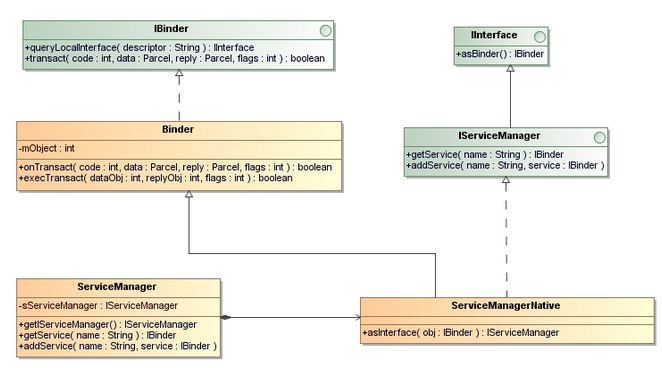 IBinder
+queryLocalInterface( descriptor : String ) : IInterface
+transact( code : int, data : Parcel, reply : Parcel, flags : int ) : boolean
IInterface
+asBinder() : IBinder
Binder
-mObject : int
+onTransact( code : int, data : Parcel, reply : Parcel, flags : int ) : boolean
+execTransact( dataObj : int, replyObj : int, flags : int ) : boolean
IServiceManager
+getService( name : String ) : IBinder
+addService( name : String, service : IBinder )
ServiceManager
-sServiceManager : IServiceManager
+getIServiceManager() : IServiceManager
+getService( name : String ) : IBinder
+addService( name : String, service : IBinder )
ServiceManagerNative
+asInterface( obj : IBinder ) : IServiceManager